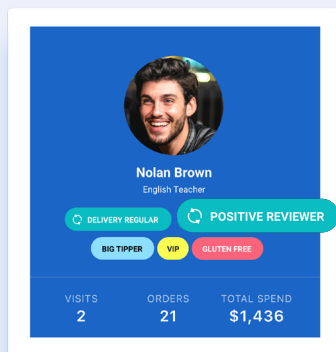 Nolan Brown
English Teacher
DELIVERY REGULAR POSITIVE REVIEWER
BIG TIPPER VIP GLUTEN FREE
VISITS ORDERS TOTAL SPEND
2 21 $1,436